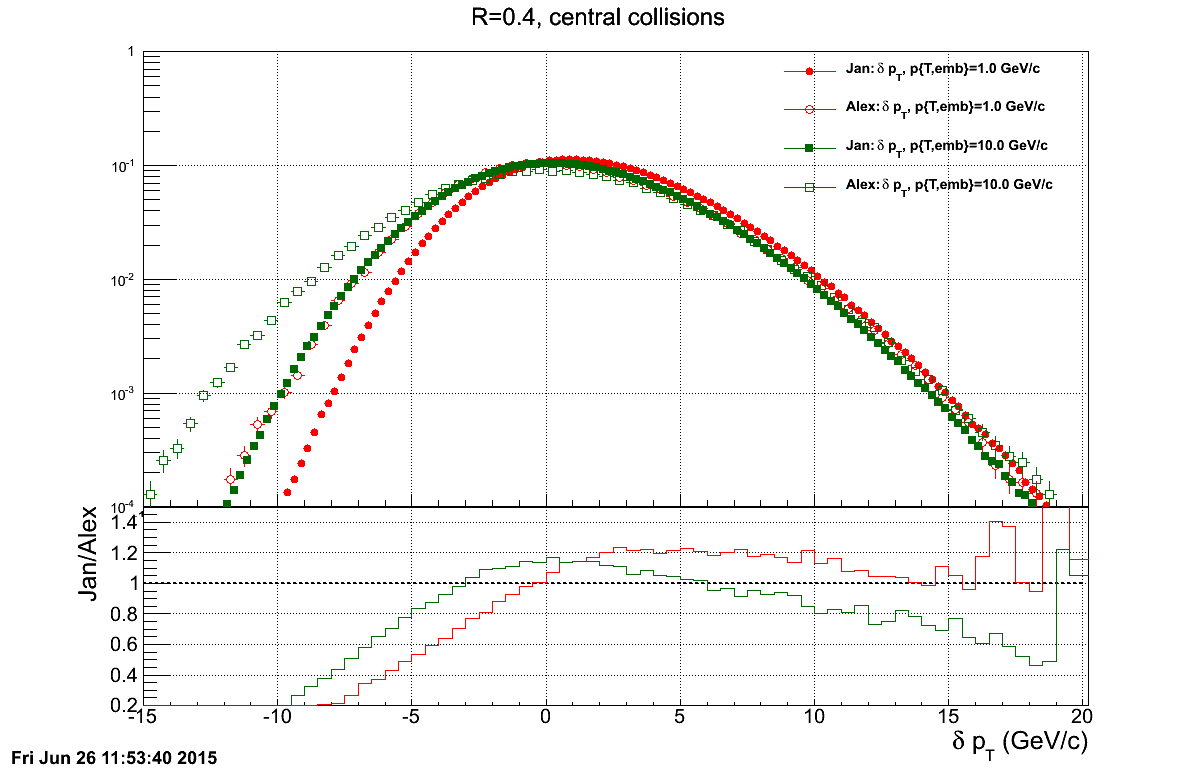 R=0.4, central collisions
1
10⁻¹
10⁻²
10⁻³
10⁻⁴
Jan: δ p_T, p{T,emb}=1.0 GeV/c
Alex: δ p_T, p{T,emb}=1.0 GeV/c
Jan: δ p_T, p{T,emb}=10.0 GeV/c
Alex: δ p_T, p{T,emb}=10.0 GeV/c
Jan/Alex
1.4
1.2
1
0.8
0.6
0.4
0.2
-15 -10 -5 0 5 10 15 20
δ p_T (GeV/c)
Fri Jun 26 11:53:40 2015